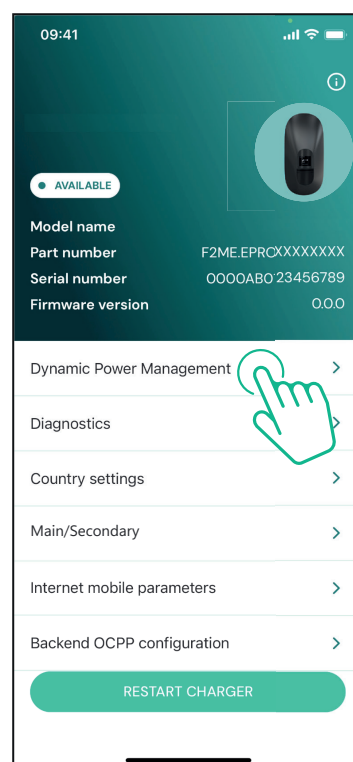 09:41
AVAILABLE
Model name
Part number F2ME.EPROXXXXXXXX
Serial number 0000AB0123456789
Firmware version 0.0.0
Dynamic Power Management
Diagnostics
Country settings
Main/Secondary
Internet mobile parameters
Backend OCPP configuration
RESTART CHARGER